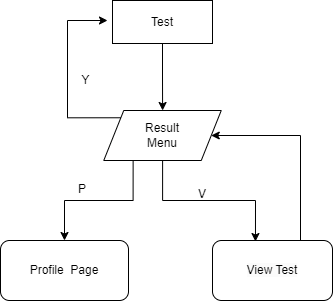 Test
Y
Result
Menu
P
V
Profile  Page
View Test